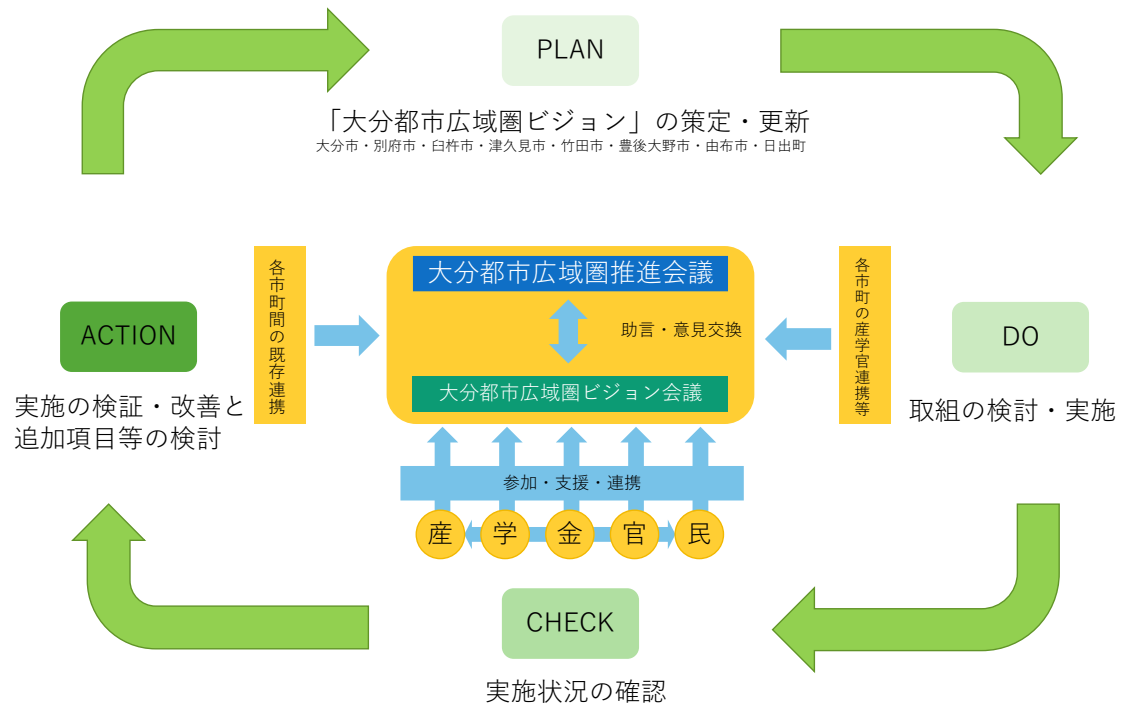 PLAN
「大分都市広域圏ビジョン」の策定・更新
大分市・別府市・臼杵市・津久見市・竹田市・豊後大野市・由布市・日出町
各市町間の既存連携
大分都市広域圏推進会議
助言・意見交換
大分都市広域圏ビジョン会議
各市町の産学官連携等
ACTION
実施の検証・改善と
追加項目等の検討
DO
取組の検討・実施
参加・支援・連携
産 学 金 官 民
CHECK
実施状況の確認